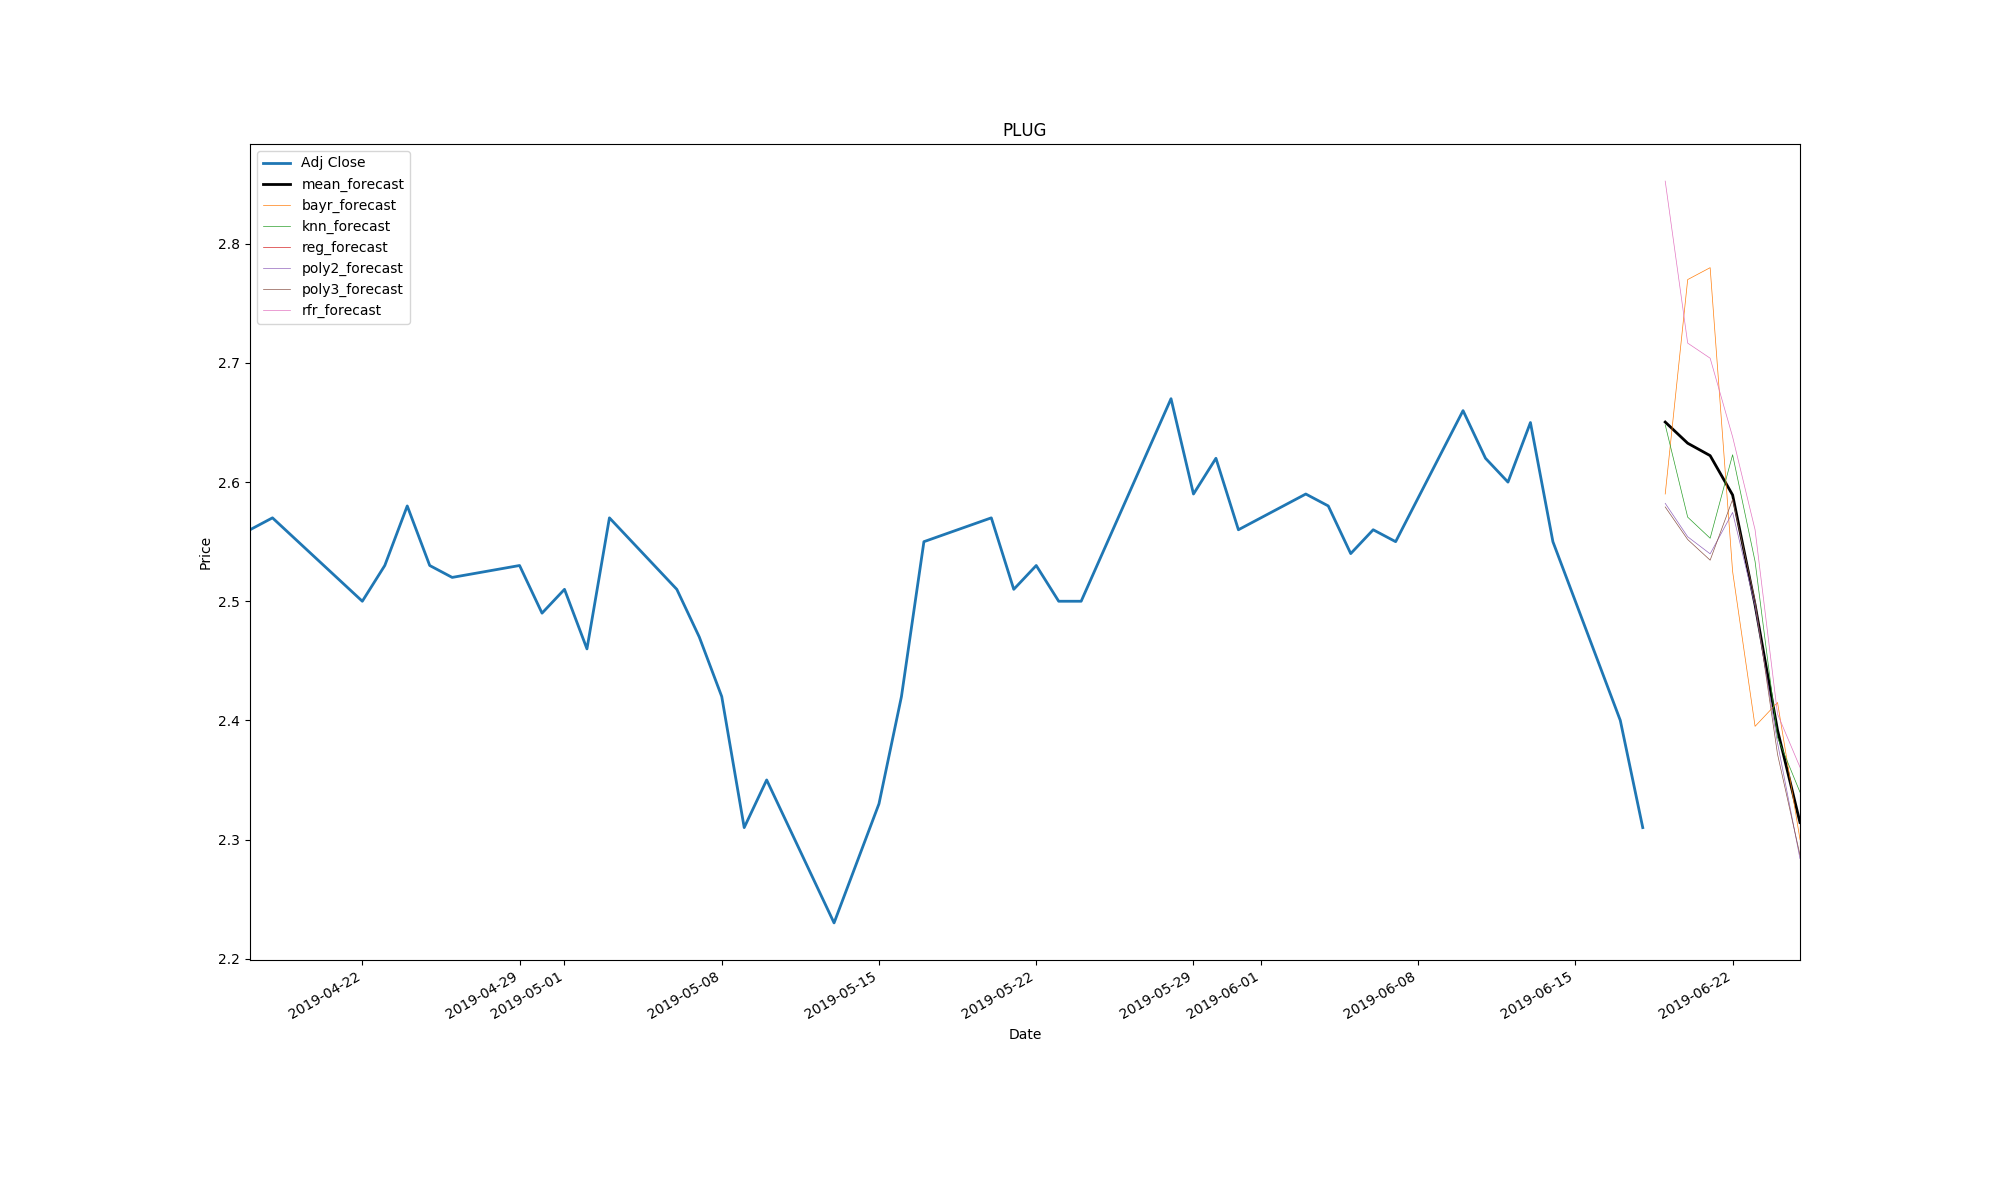 PLUG
Adj Close
mean_forecast
bayr_forecast
knn_forecast
reg_forecast
poly2_forecast
poly3_forecast
rfr_forecast
2.8
2.7
2.6
2.5
2.4
2.3
2.2
Price
2019-04-22
2019-04-29
2019-05-01
2019-05-08
2019-05-15
2019-05-22
2019-05-29
2019-06-01
2019-06-08
2019-06-15
2019-06-22
Date